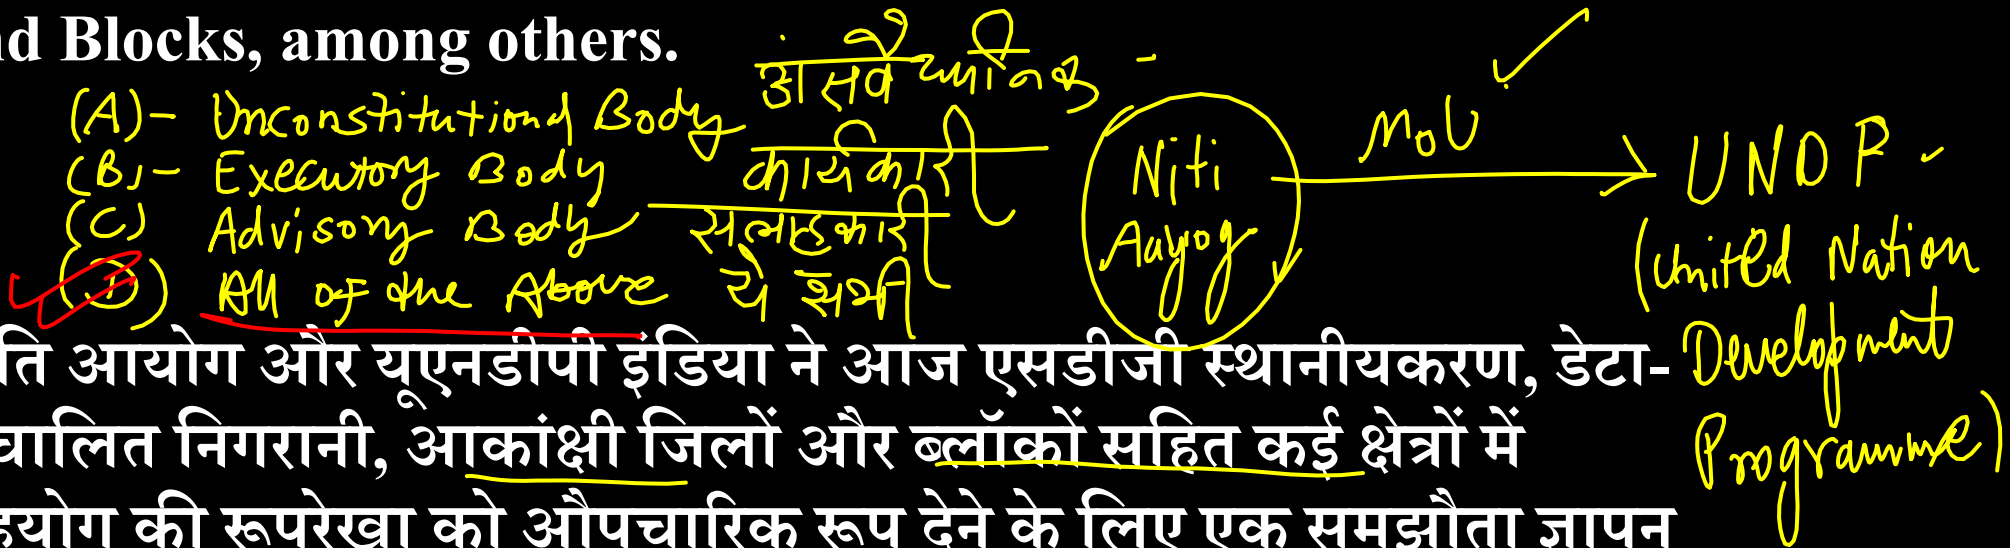 nd Blocks, among others.
(A)- Unconstitutional Body असंवैधानिक -
(B)- Executory Body कार्यकारी
(C) Advisory Body सलाहकारी
(D) All of the Above ये सभी
Niti Aayog
MoU
UNDP
(United Nation
Development
Programme)
ति आयोग और यूएनडीपी इंडिया ने आज एसडीजी स्थानीयकरण, डेटा-
चालित निगरानी, आकांक्षी जिलों और ब्लॉकों सहित कई क्षेत्रों में
हयोग की रूपरेखा को औपचारिक रूप देने के लिए एक समझौता ज्ञापन